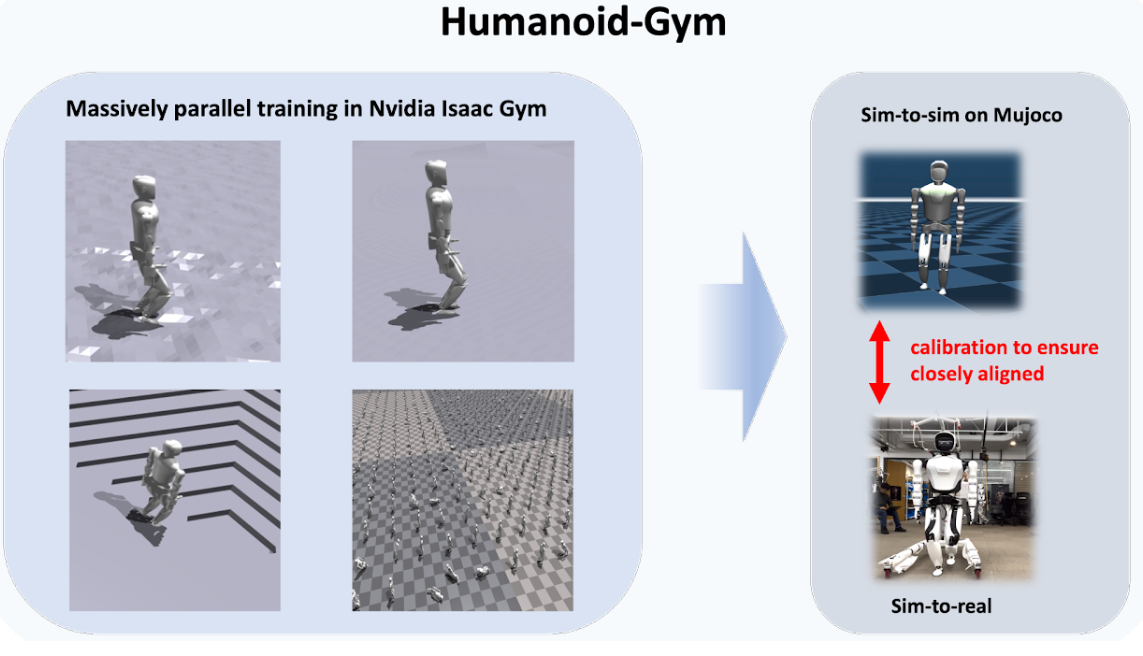 Humanoid-Gym
Massively parallel training in Nvidia Isaac Gym
Sim-to-sim on Mujoco
calibration to ensure
closely aligned
Sim-to-real